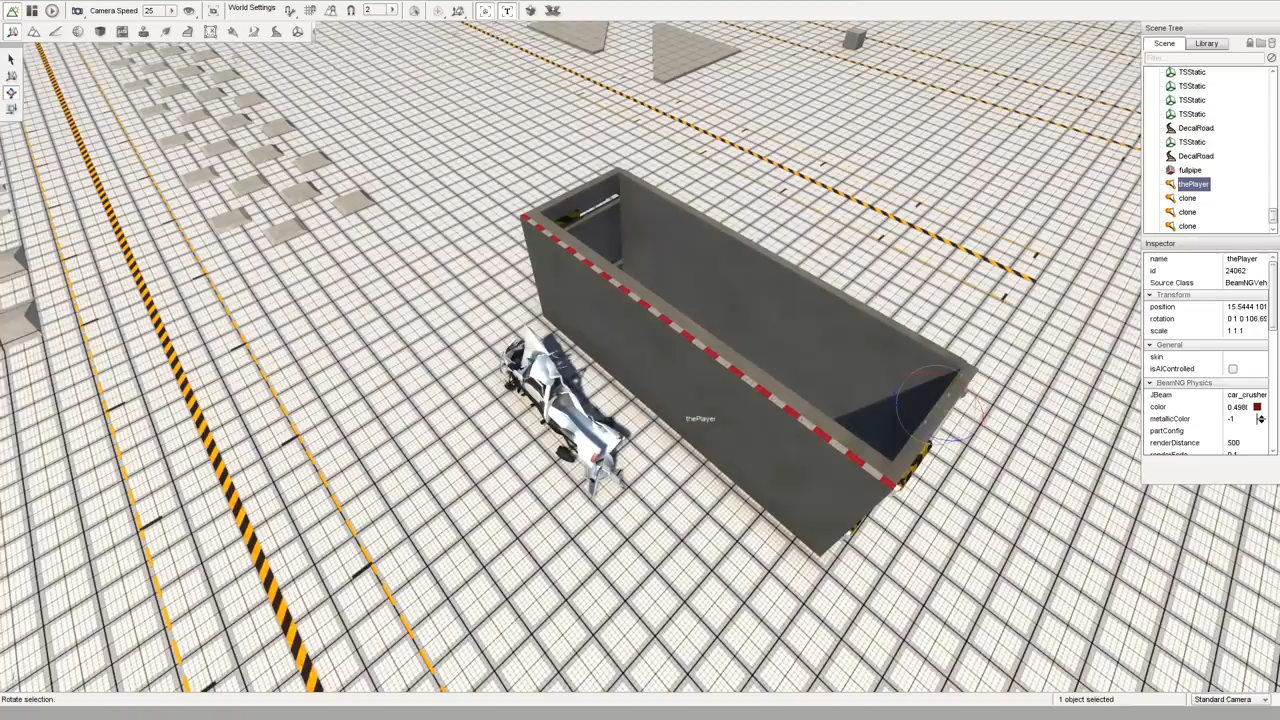 Camera Speed 25
World Settings
2
T
Scene Tree
Scene Library
Filter...
TSStatic
TSStatic
TSStatic
TSStatic
DecalRoad
TSStatic
DecalRoad
fullpipe
thePlayer
clone
clone
clone
Inspector
name thePlayer
id 24062
Source Class BeamNGVeh
Transform
position 15.5444 101
rotation 0 1 0 106.69
scale 1 1 1
General
skin
isAIControlled
BeamNG Physics
JBeam car_crusher
color 0.498
metallicColor -1
partConfig
renderDistance 500
thePlayer
Rotate selection.
1 object selected
Standard Camera